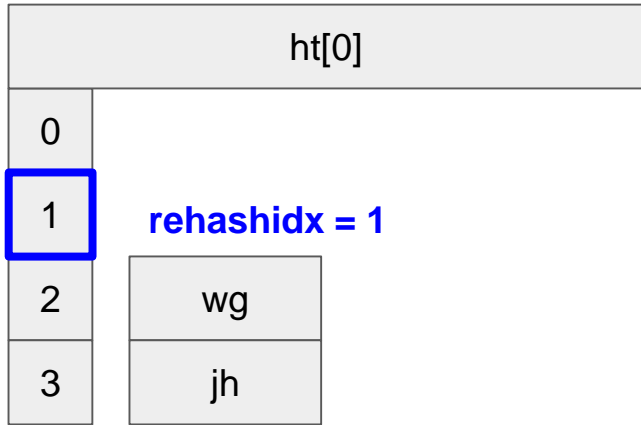 ht[0]
0
1 rehashidx = 1
2 wg
3 jh